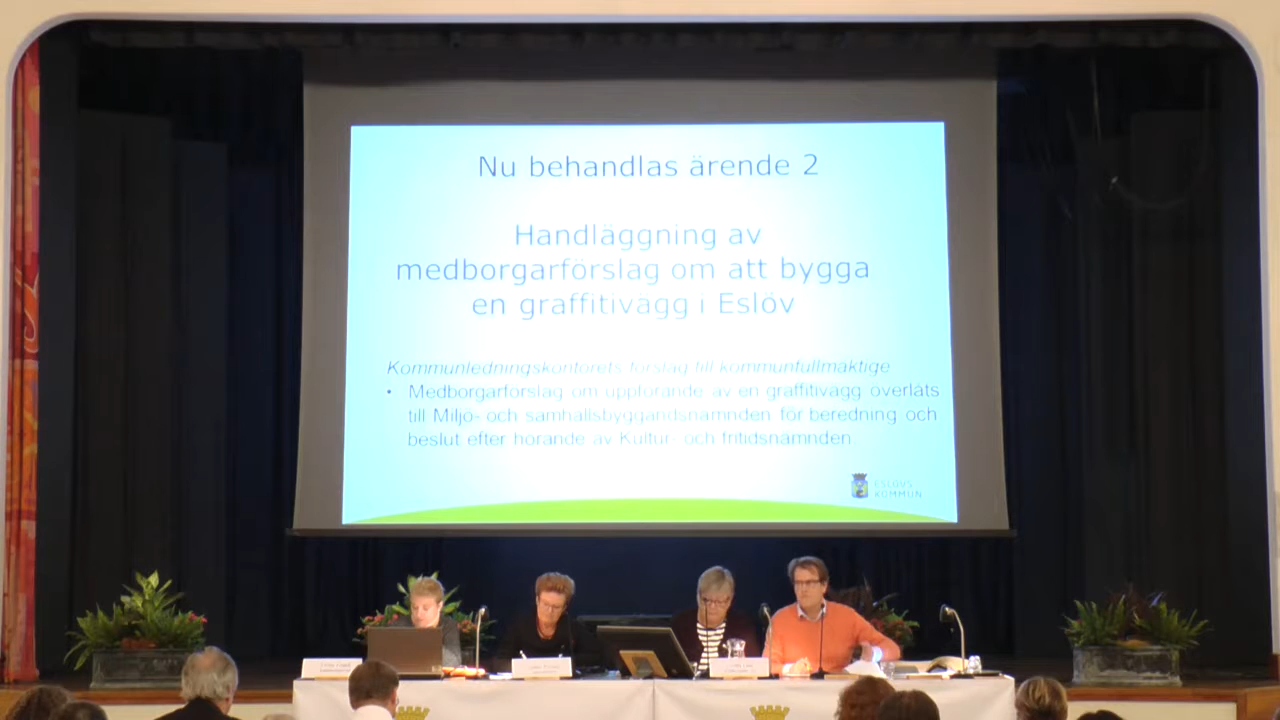 Nu behandlas ärende 2
Handläggning av
medborgarförslag om att bygga
en graffitivägg i Eslöv
Kommunledningskontorets förslag till kommunfullmäktige
• Medborgarförslag om uppförande av en graffitivägg överlåts
till Miljö- och samhällsbyggandsnämnden för beredning och
beslut efter hörande av Kultur- och fritidsnämnden
ESLÖVS
KOMMUN